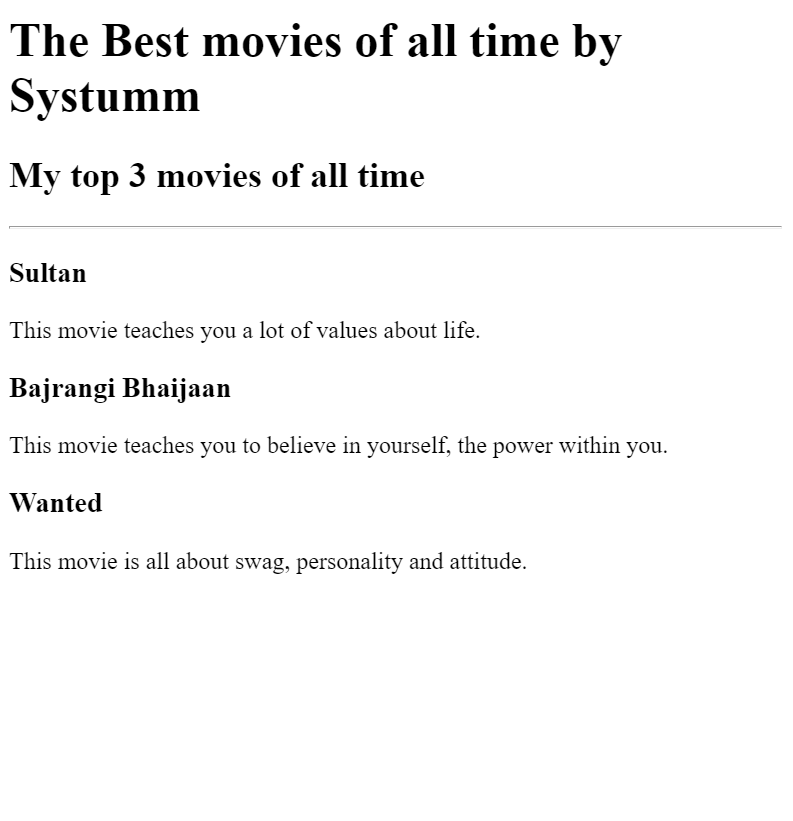 The Best movies of all time by
Systumm
My top 3 movies of all time
Sultan
This movie teaches you a lot of values about life.
Bajrangi Bhaijaan
This movie teaches you to believe in yourself, the power within you.
Wanted
This movie is all about swag, personality and attitude.